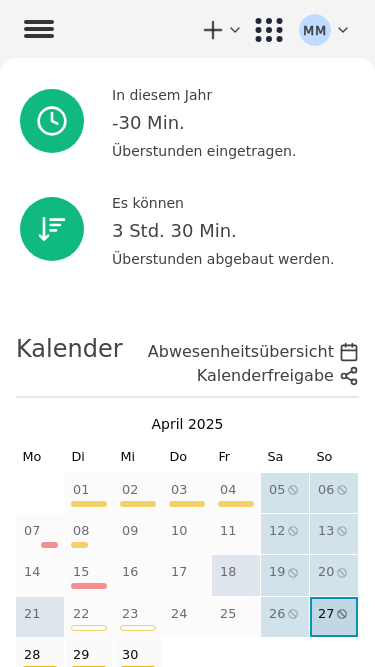 MM
In diesem Jahr
-30 Min.
Überstunden eingetragen.
Es können
3 Std. 30 Min.
Überstunden abgebaut werden.
Kalender
Abwesenheitsübersicht
Kalenderfreigabe
April 2025
Mo Di Mi Do Fr Sa So
01 02 03 04 05 06
07 08 09 10 11 12 13
14 15 16 17 18 19 20
21 22 23 24 25 26 27
28 29 30